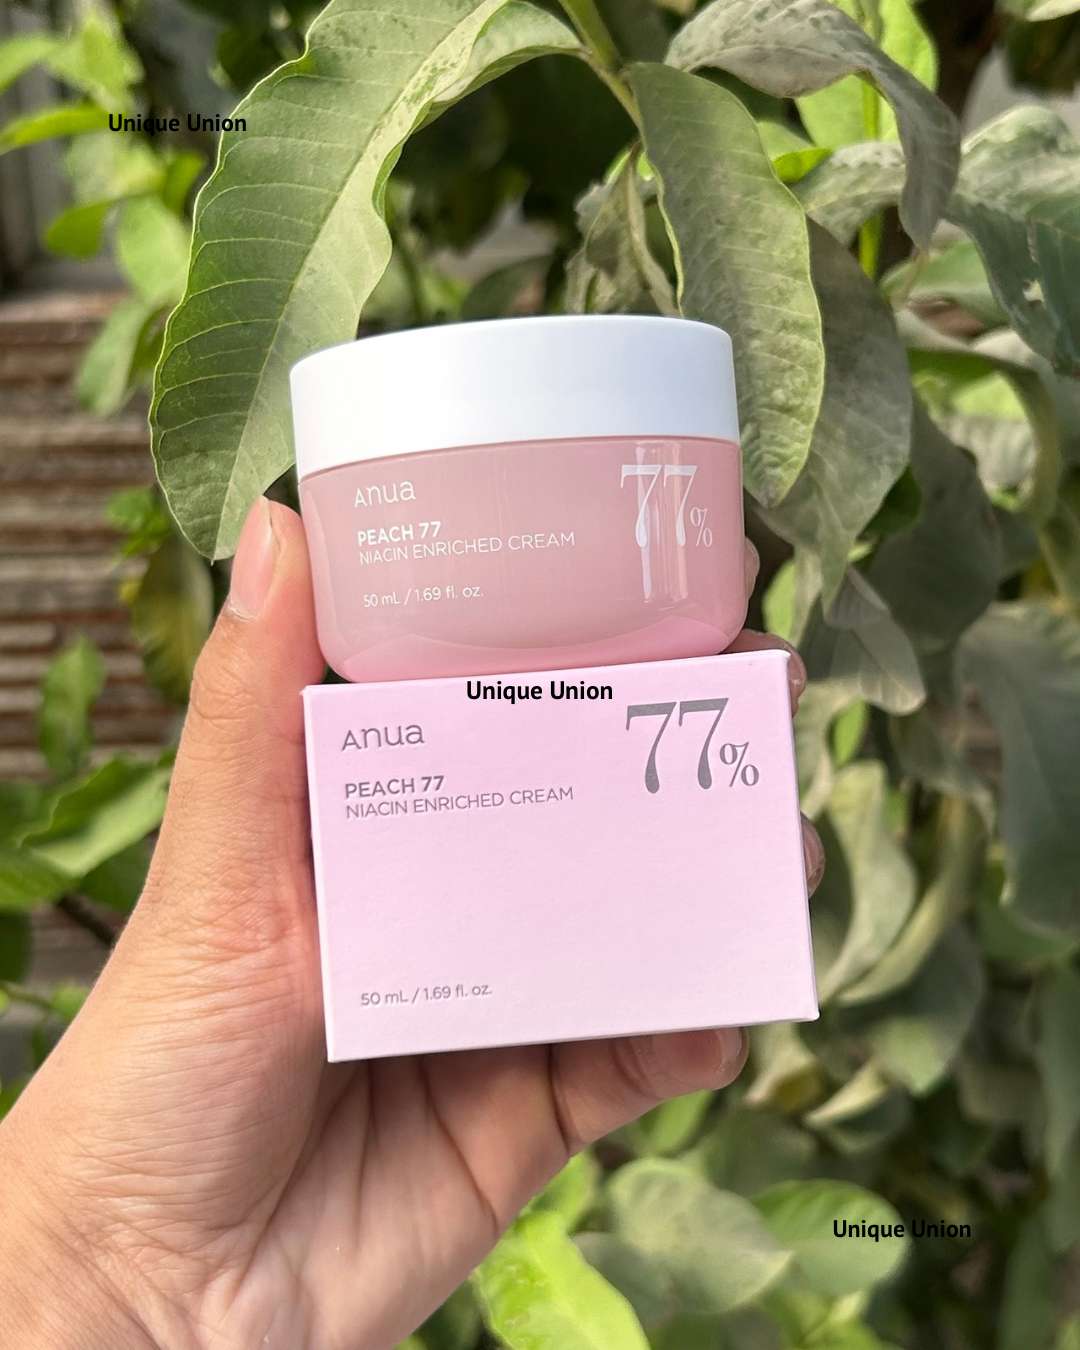 Unique Union
Anua
PEACH 77
NIACIN ENRICHED CREAM
50 mL / 1.69 fl. oz.
77%
Unique Union
Anua
PEACH 77
NIACIN ENRICHED CREAM
77%
50 mL / 1.69 fl. oz.
Unique Union